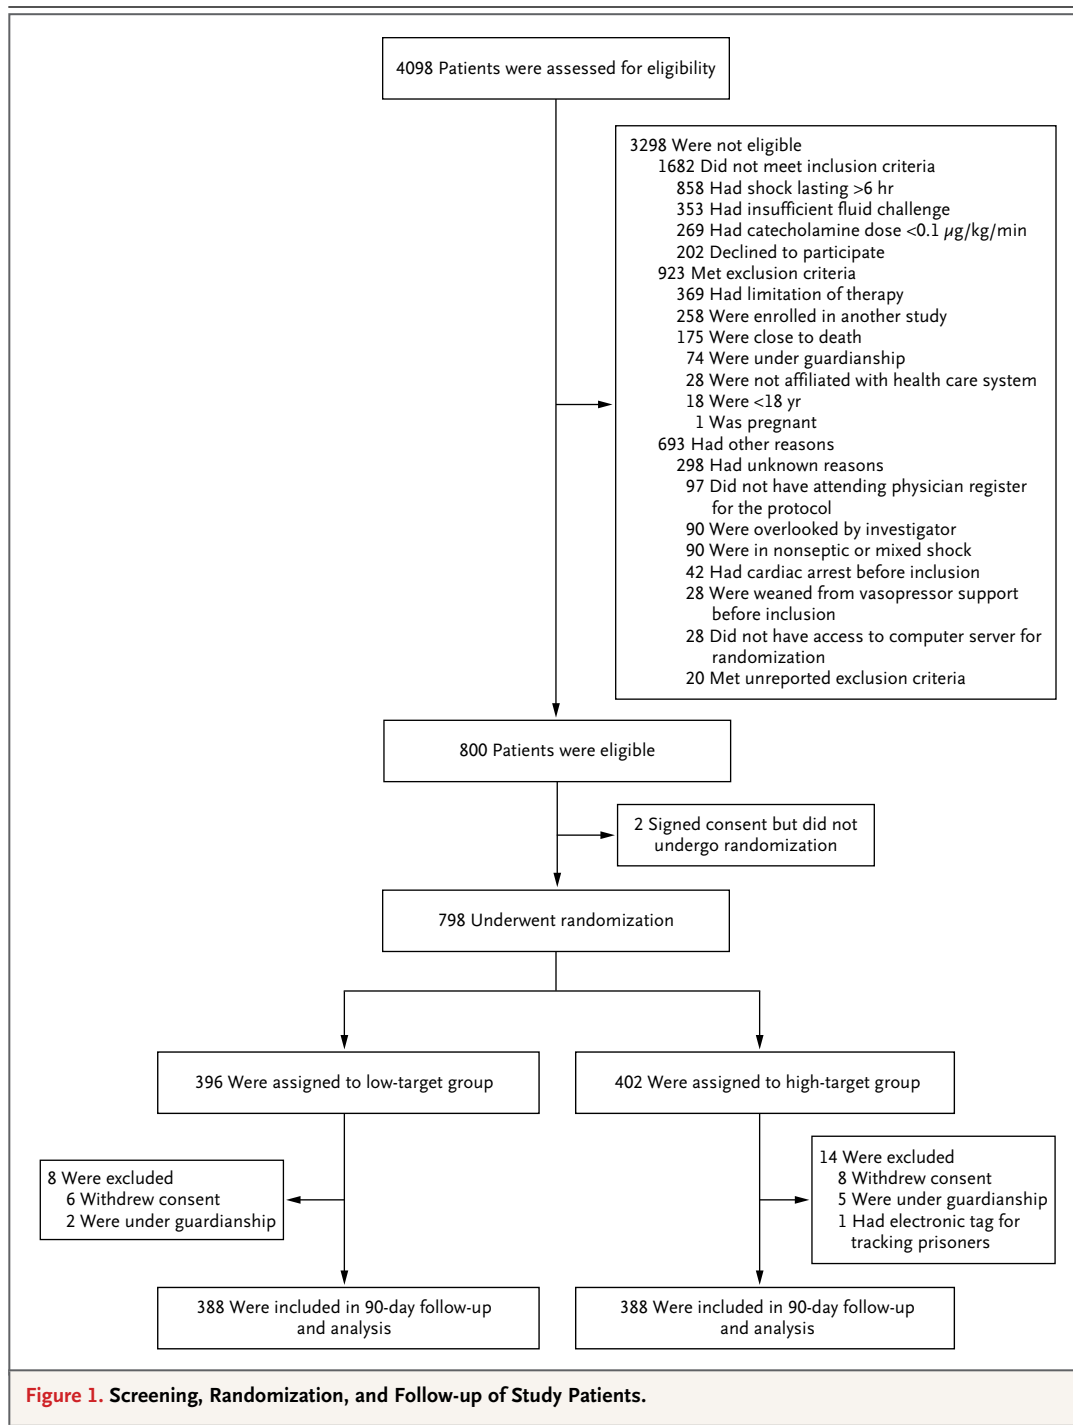 4098 Patients were assessed for eligibility
3298 Were not eligible
1682 Did not meet inclusion criteria
858 Had shock lasting >6 hr
353 Had insufficient fluid challenge
269 Had catecholamine dose <0.1 µg/kg/min
202 Declined to participate
923 Met exclusion criteria
369 Had limitation of therapy
258 Were enrolled in another study
175 Were close to death
74 Were under guardianship
28 Were not affiliated with health care system
18 Were <18 yr
1 Was pregnant
693 Had other reasons
298 Had unknown reasons
97 Did not have attending physician register
for the protocol
90 Were overlooked by investigator
90 Were in nonseptic or mixed shock
42 Had cardiac arrest before inclusion
28 Were weaned from vasopressor support
before inclusion
28 Did not have access to computer server for
randomization
20 Met unreported exclusion criteria
800 Patients were eligible
2 Signed consent but did not
undergo randomization
798 Underwent randomization
396 Were assigned to low-target group
402 Were assigned to high-target group
8 Were excluded
6 Withdrew consent
2 Were under guardianship
14 Were excluded
8 Withdrew consent
5 Were under guardianship
1 Had electronic tag for
tracking prisoners
388 Were included in 90-day follow-up
and analysis
388 Were included in 90-day follow-up
and analysis
Figure 1. Screening, Randomization, and Follow-up of Study Patients.